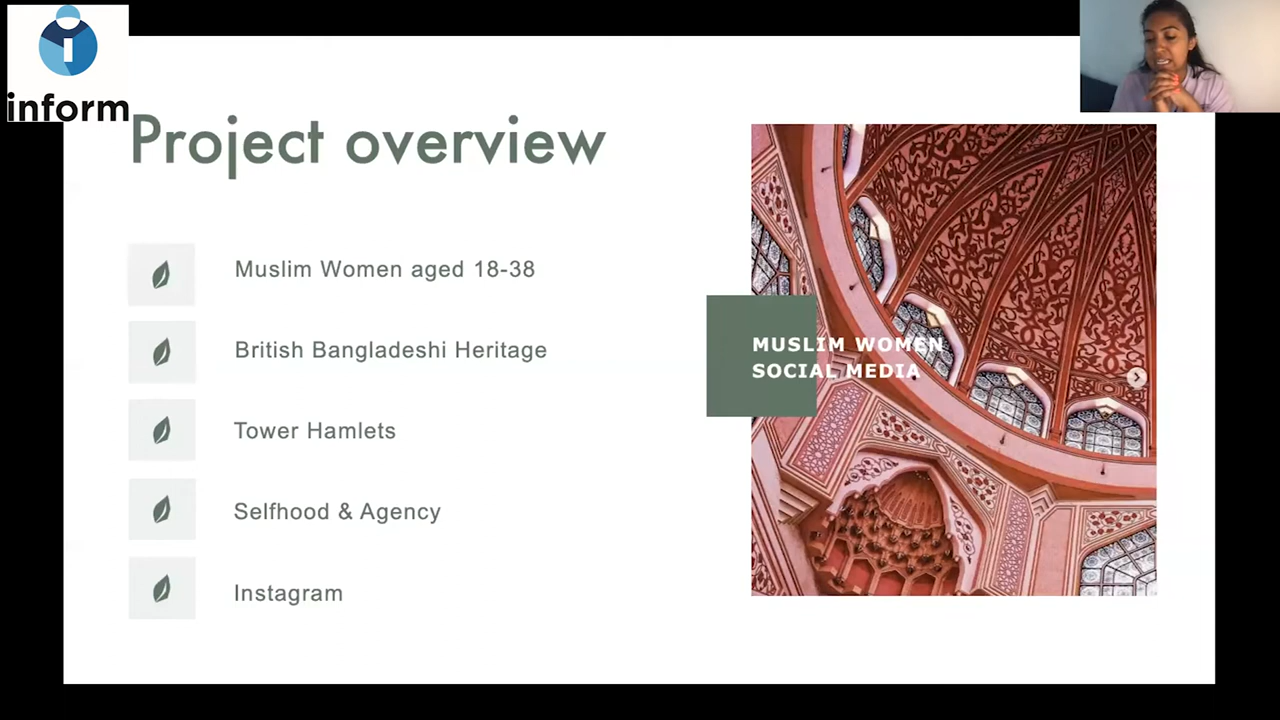 inform
Project overview
Muslim Women aged 18-38
British Bangladeshi Heritage
Tower Hamlets
Selfhood & Agency
Instagram
MUSLIM WOMEN
SOCIAL MEDIA